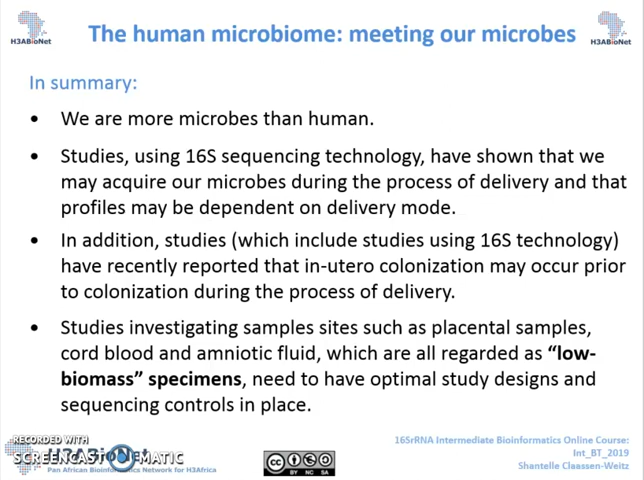 H3ABioNet
The human microbiome: meeting our microbes
H3ABioNet
In summary:
• We are more microbes than human.
• Studies, using 16S sequencing technology, have shown that we
may acquire our microbes during the process of delivery and that
profiles may be dependent on delivery mode.
• In addition, studies (which include studies using 16S technology)
have recently reported that in-utero colonization may occur prior
to colonization during the process of delivery.
• Studies investigating samples sites such as placental samples,
cord blood and amniotic fluid, which are all regarded as “low-
biomass” specimens, need to have optimal study designs and
sequencing controls in place.
RECORDED WITH
SCREENCAST MATIC
H3ABioNet
Pan African Bioinformatics Network for H3Africa
cc
BY NC SA
16SrRNA Intermediate Bioinformatics Online Course:
Int_BT_2019
Shantelle Claassen-Weitz